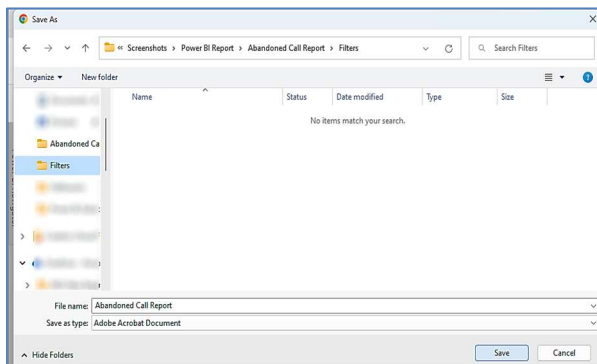 Save As
« Screenshots › Power BI Report › Abandoned Call Report › Filters
Search Filters
Organize New folder
Name Status Date modified Type Size
No items match your search.
Abandoned Ca
Filters
File name: Abandoned Call Report
Save as type: Adobe Acrobat Document
Hide Folders Save Cancel